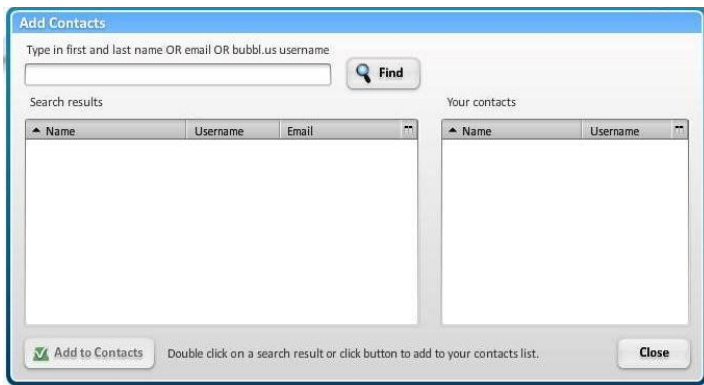 Add Contacts
Type in first and last name OR email OR bubbl.us username
Find
Search results
Your contacts
Name Username Email
Name Username
Add to Contacts
Double click on a search result or click button to add to your contacts list.
Close